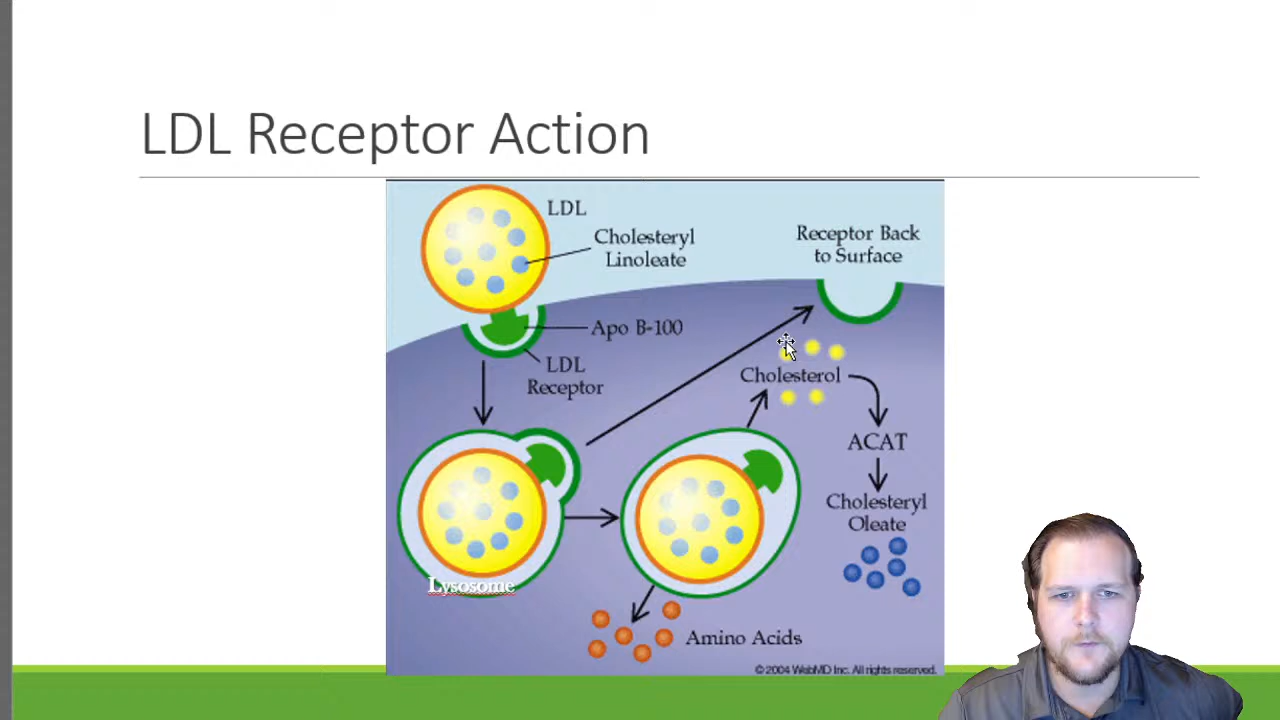 LDL Receptor Action
LDL
Cholesteryl
Linoleate
Receptor Back
to Surface
Apo B-100
LDL
Receptor
Cholesterol
ACAT
Cholesteryl
Oleate
Lysosome
Amino Acids
© 2004 WebMD Inc. All rights reserved.